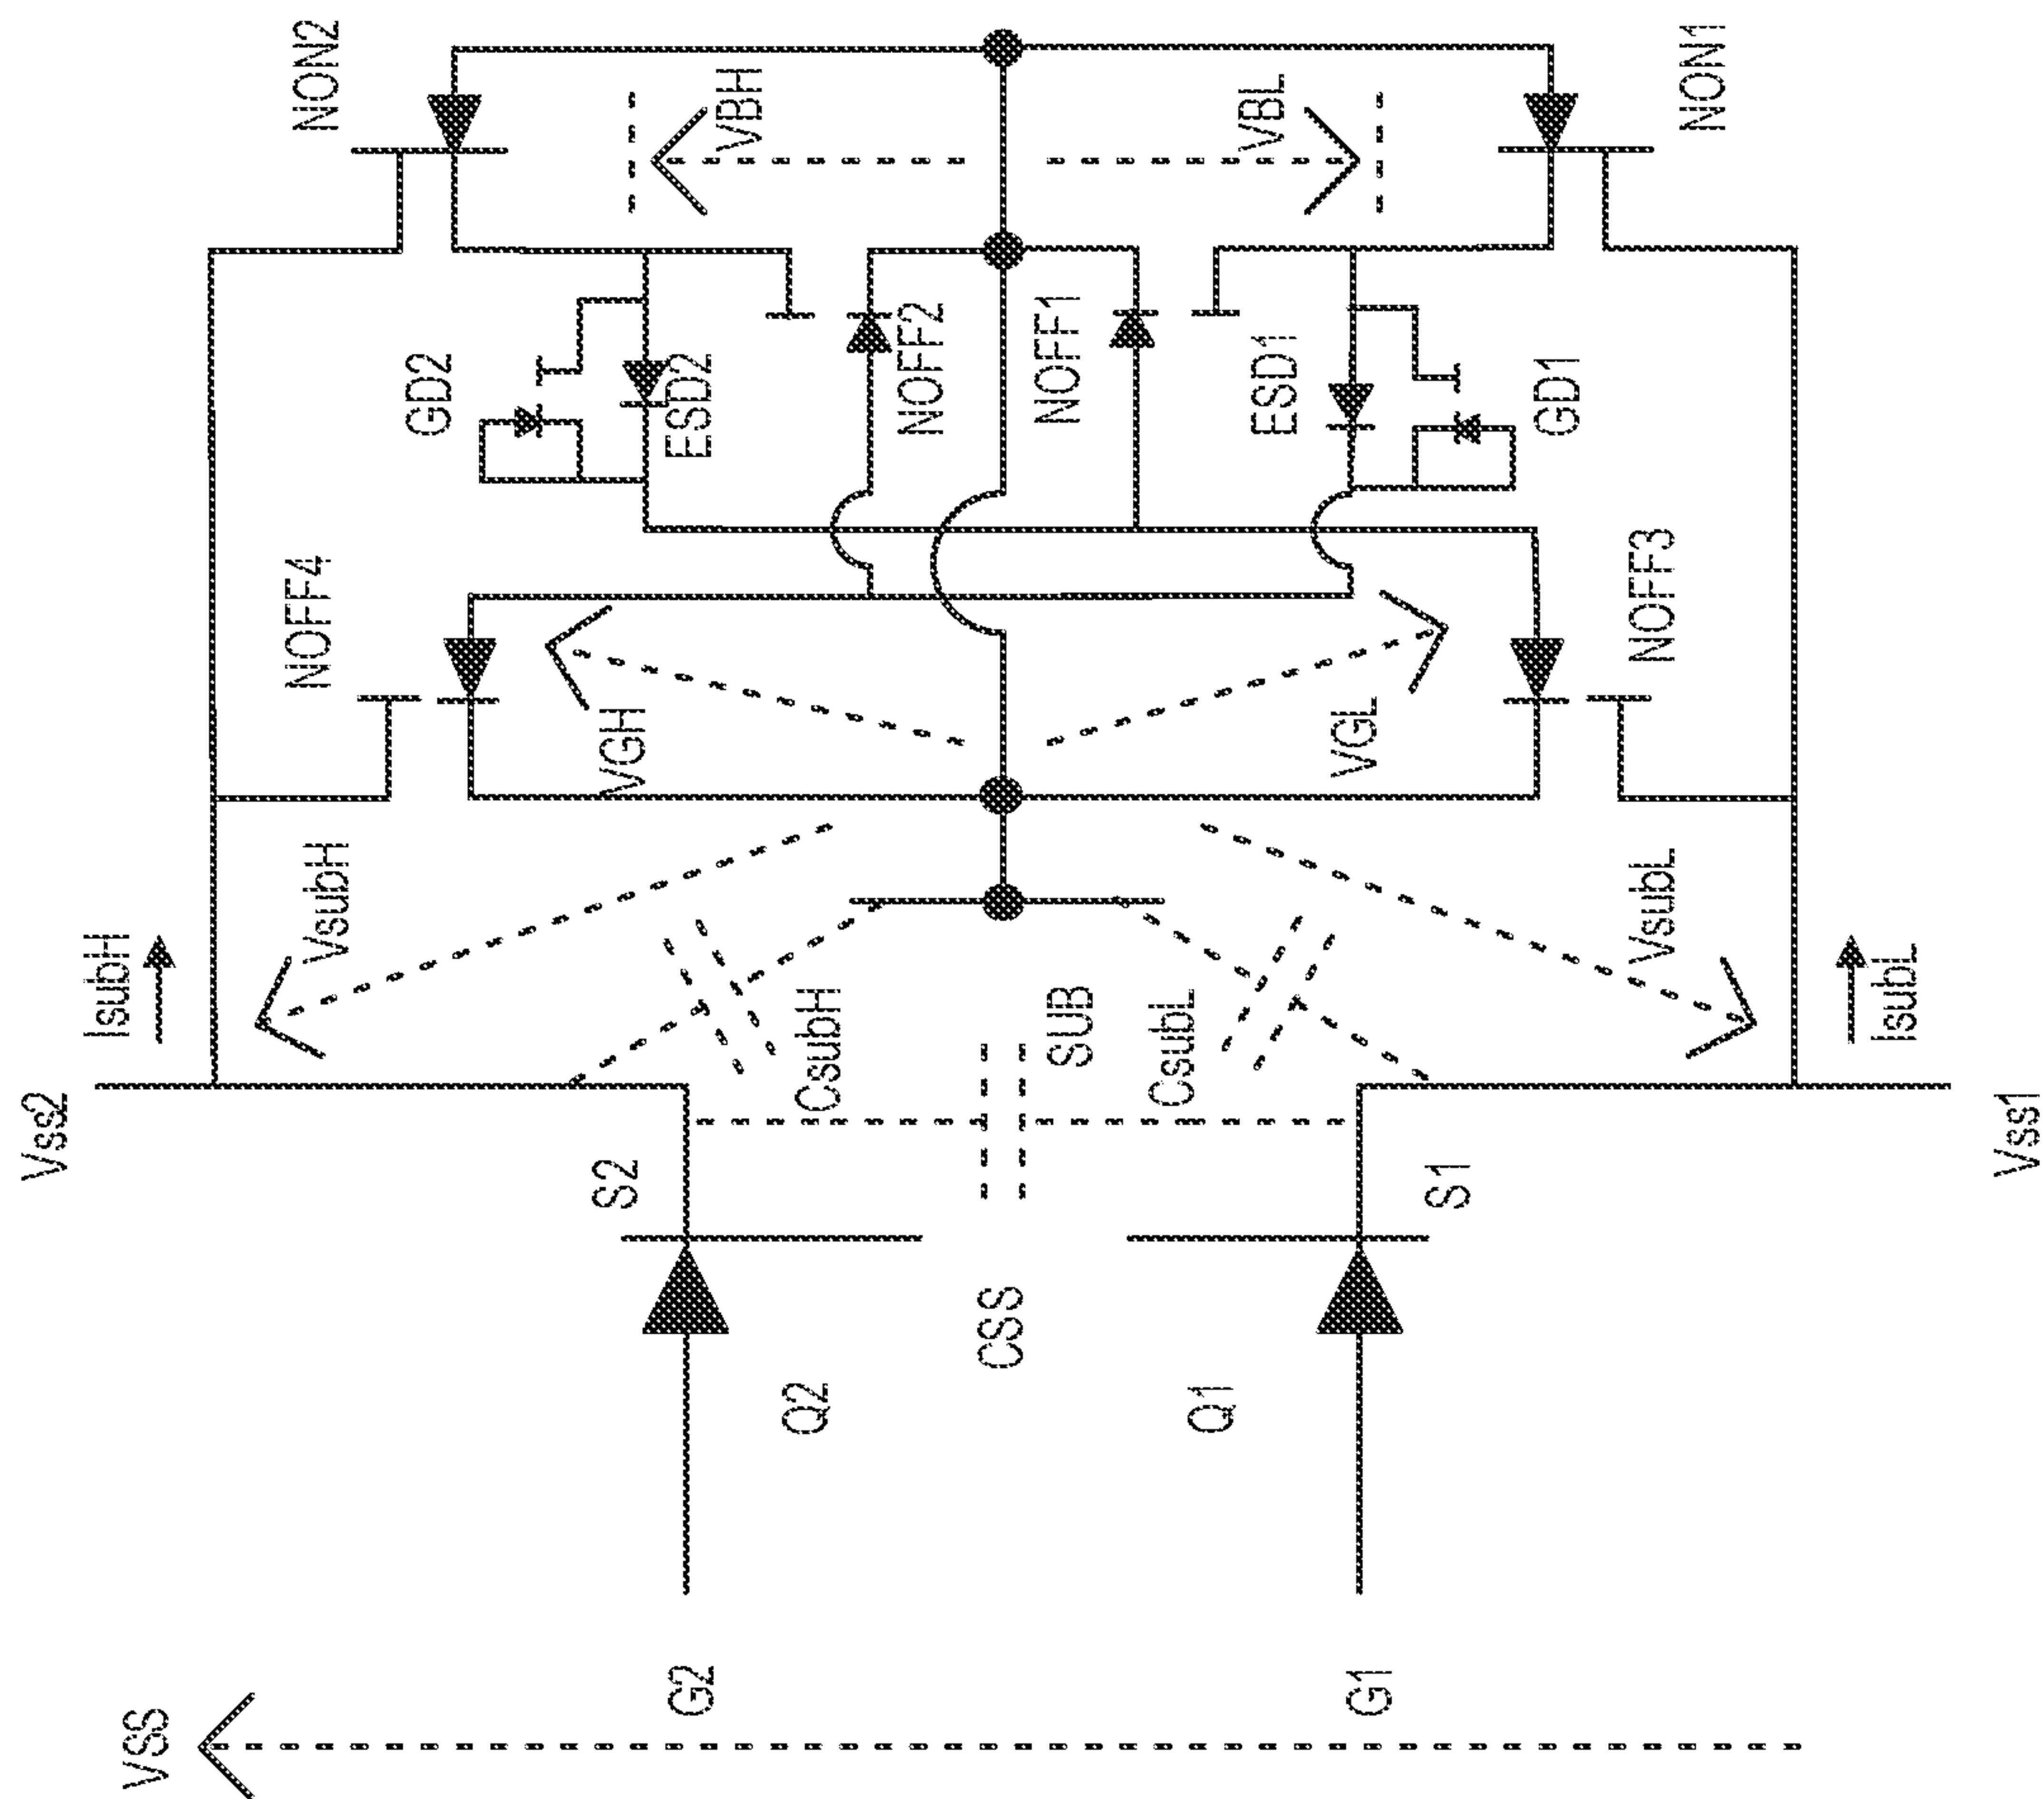 NON2
VBH
VBL
NON1
GD2
ESD2
NOFF2
NOFF1
ESD1
GD1
NOFF4
VGH
VGL
NOFF3
IsubH
VsubH
CsubH
SUB
CsubL
VsubL
IsubL
Vss2
S2
S1
Vss1
CSS
Q2
Q1
G2
G1
VSS